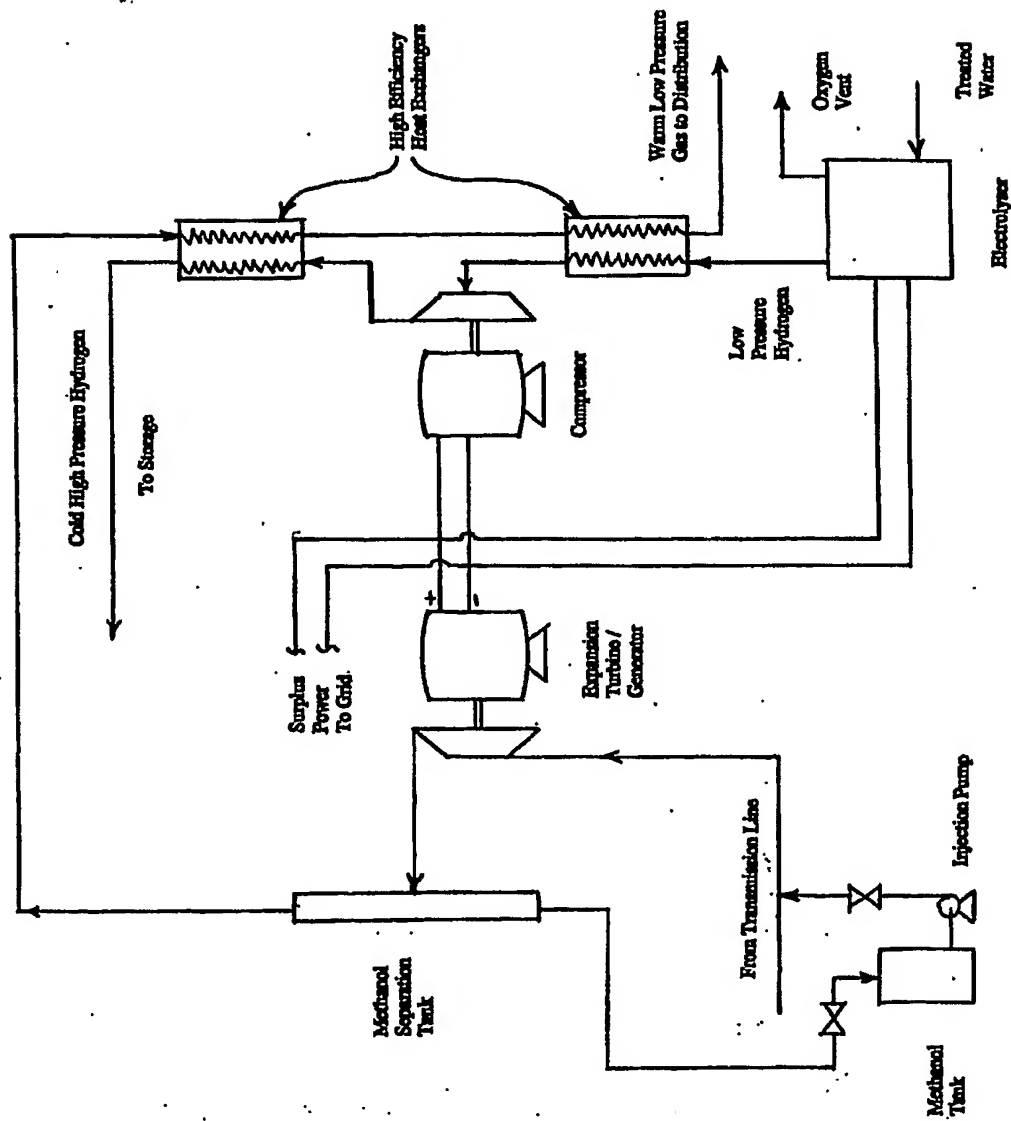 Cold High Pressure Hydrogen
To Storage
High Efficiency
Heat Exchangers
Surplus
Power
To Grid.
+
-
Expansion
Turbine /
Generator
Compressor
Low
Pressure
Hydrogen
Warm Low Pressure
Gas to Distribution
Oxygen
Vent
Treated
Water
Electrolyser
Methanol
Separation
Tank
From Transmission Line
Injection Pump
Methanol
Tank